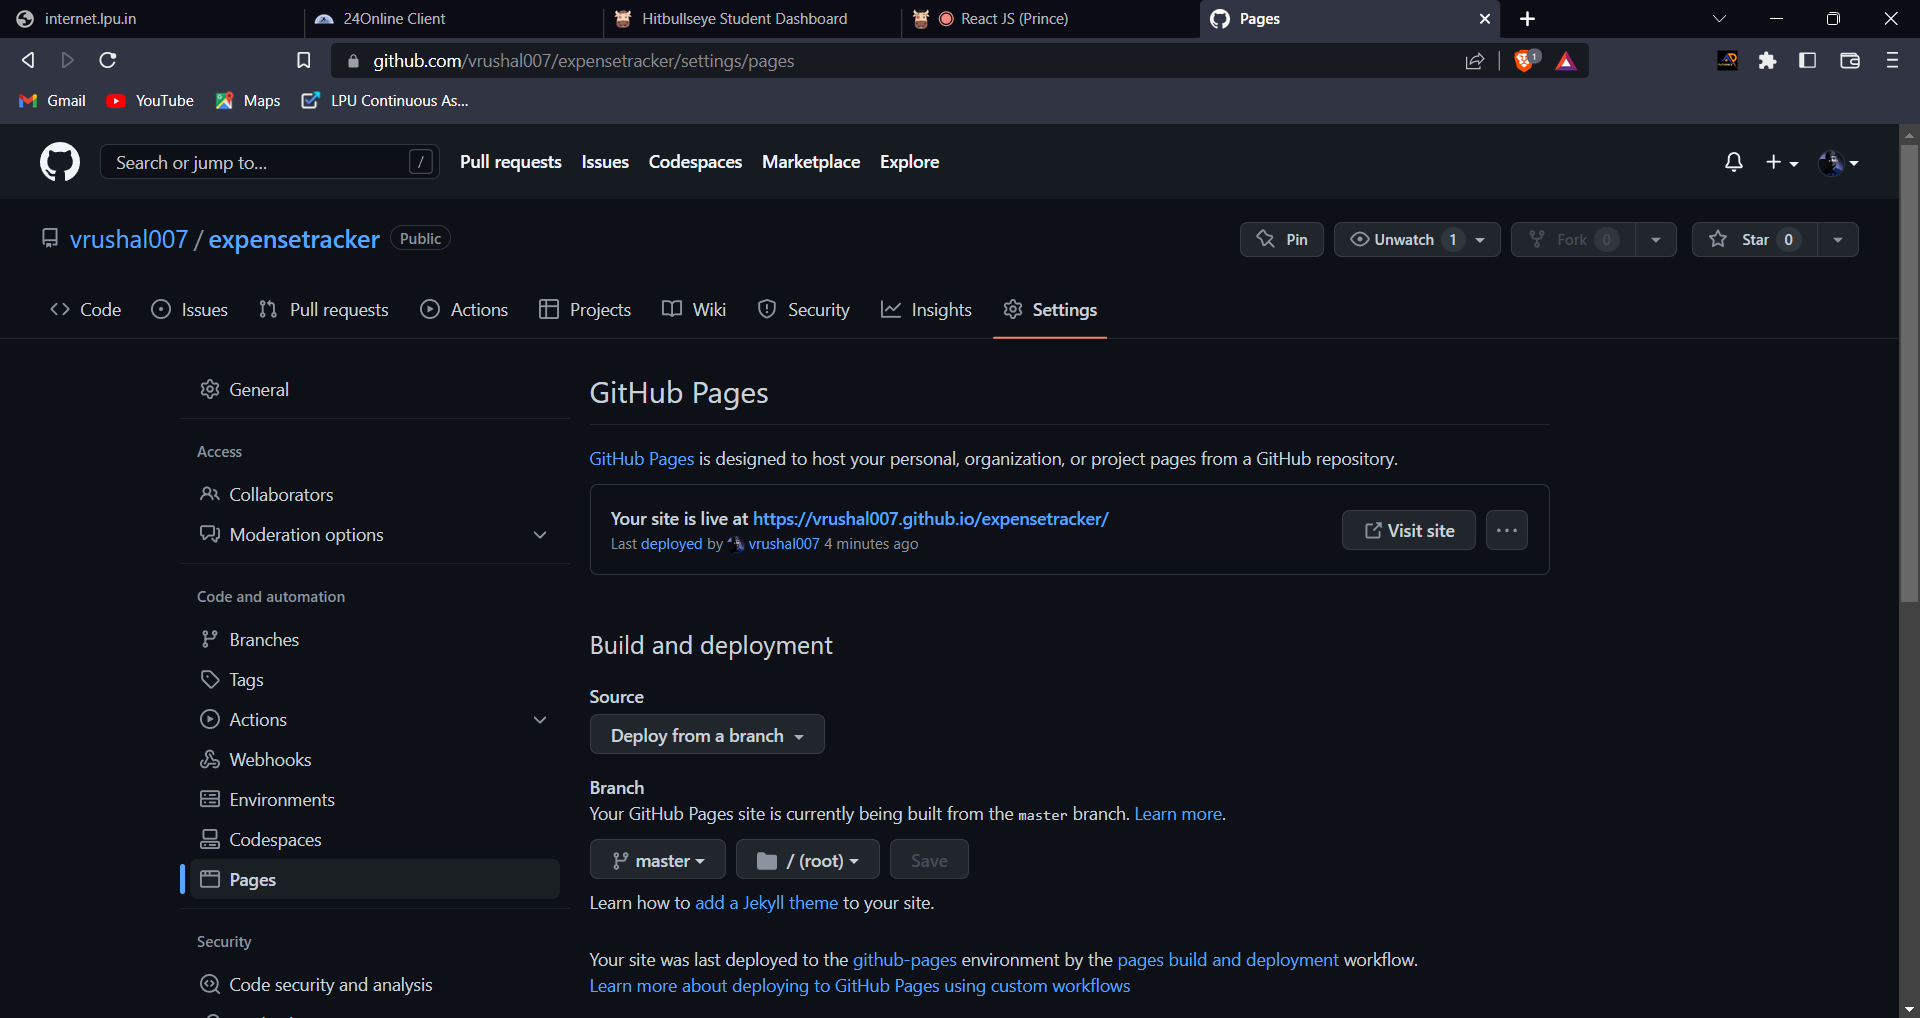 internet.lpu.in
24Online Client
Hitbullseye Student Dashboard
React JS (Prince)
Pages
github.com/vrushal007/expensetracker/settings/pages
1
Gmail
YouTube
Maps
LPU Continuous As...
Search or jump to...
/
Pull requests
Issues
Codespaces
Marketplace
Explore
vrushal007 / expensetracker
Public
Pin
Unwatch 1
Fork 0
Star 0
Code
Issues
Pull requests
Actions
Projects
Wiki
Security
Insights
Settings
General
Access
Collaborators
Moderation options
Code and automation
Branches
Tags
Actions
Webhooks
Environments
Codespaces
Pages
Security
Code security and analysis
GitHub Pages
GitHub Pages is designed to host your personal, organization, or project pages from a GitHub repository.
Your site is live at https://vrushal007.github.io/expensetracker/
Last deployed by vrushal007 4 minutes ago
Visit site
Build and deployment
Source
Deploy from a branch
Branch
Your GitHub Pages site is currently being built from the master branch. Learn more.
master
/ (root)
Save
Learn how to add a Jekyll theme to your site.
Your site was last deployed to the github-pages environment by the pages build and deployment workflow.
Learn more about deploying to GitHub Pages using custom workflows